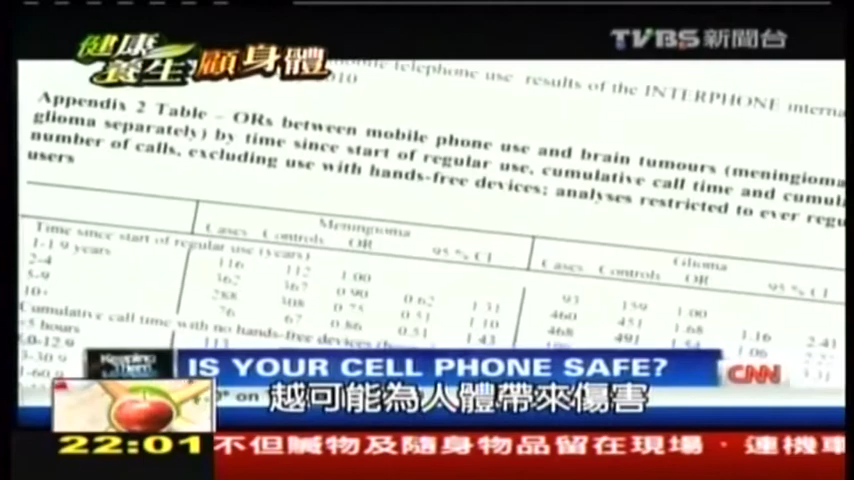 健康
養生
顧身體
TVBS新聞台
mobile telephone use results of the INTERPHONE interna
Appendix 2 Table – ORs between mobile phone use and brain tumours (meningioma
glioma separately) by time since start of regular use, cumulative call time and cumul
number of calls, excluding use with hands-free devices; analyses restricted to ever regu
users
Meningioma Glioma
Cases Controls OR 95 % CI Cases Controls OR 95 % CI
Time since start of regular use (years)
1-1.9 years 116 112 1.00 93 159 1.00
2-4 362 367 0.90 0.62 1.31 460 451 1.68 1.16 2.41
5-9 288 308 0.75 0.51 1.10 468 491 1.54 1.06
10+ 76 67 0.86 0.51 1.43
Cumulative call time with no hands-free devices
<5 hours 113
Keeping Them
IS YOUR CELL PHONE SAFE?
CNN
越可能為人體帶來傷害
22:01 不但贓物及隨身物品留在現場，連機車